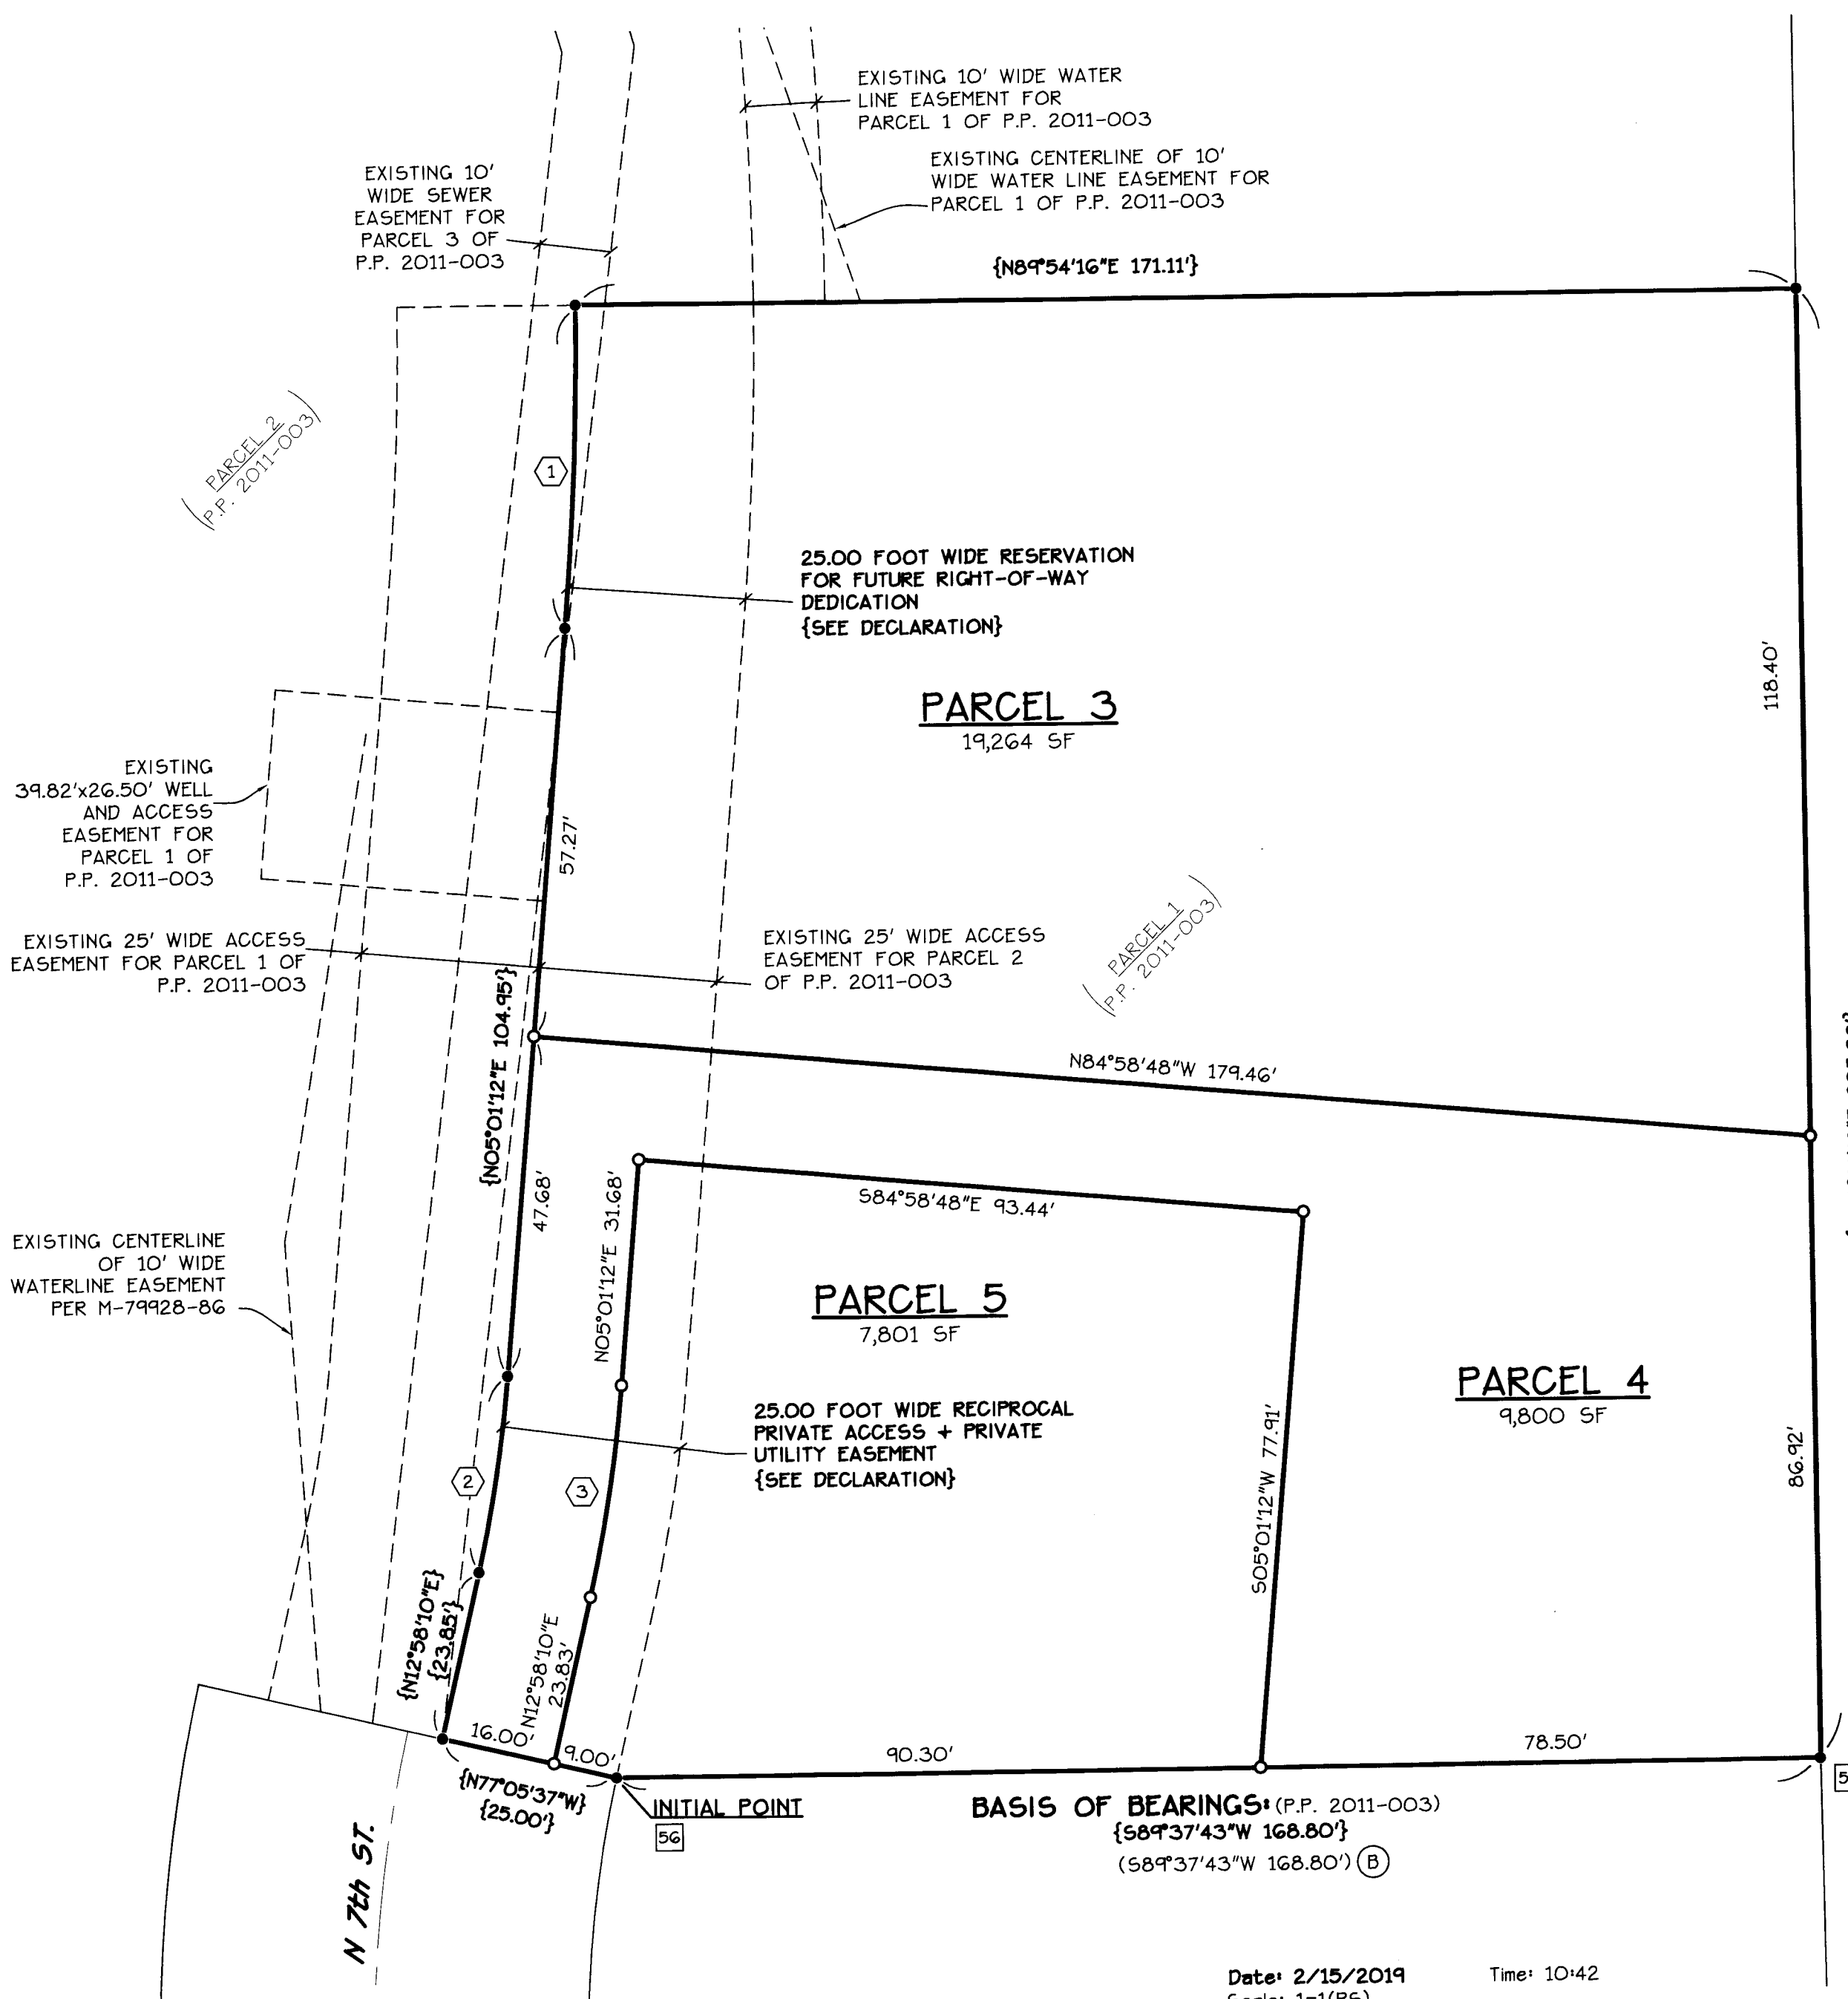 EXISTING 10' WIDE WATER
LINE EASEMENT FOR
PARCEL 1 OF P.P. 2011-003
EXISTING CENTERLINE OF 10'
WIDE WATER LINE EASEMENT FOR
PARCEL 1 OF P.P. 2011-003
EXISTING 10'
WIDE SEWER
EASEMENT FOR
PARCEL 3 OF
P.P. 2011-003
{N89°54'16"E 171.11'}
PARCEL 2
(P.P. 2011-003)
1
25.00 FOOT WIDE RESERVATION
FOR FUTURE RIGHT-OF-WAY
DEDICATION
{SEE DECLARATION}
PARCEL 3
19,264 SF
118.40'
EXISTING
39.82'x26.50' WELL
AND ACCESS
EASEMENT FOR
PARCEL 1 OF
P.P. 2011-003
57.27'
EXISTING 25' WIDE ACCESS
EASEMENT FOR PARCEL 1 OF
P.P. 2011-003
EXISTING 25' WIDE ACCESS
EASEMENT FOR PARCEL 2
OF P.P. 2011-003
PARCEL 1
(P.P. 2011-003)
{N05°01'12"E 104.95'}
N84°58'48"W 179.46'
47.68'
N05°01'12"E 31.68'
S84°58'48"E 93.44'
EXISTING CENTERLINE
OF 10' WIDE
WATERLINE EASEMENT
PER M-79928-86
PARCEL 5
7,801 SF
PARCEL 4
9,800 SF
25.00 FOOT WIDE RECIPROCAL
PRIVATE ACCESS + PRIVATE
UTILITY EASEMENT
{SEE DECLARATION}
2
3
S05°01'12"W 77.91'
86.92'
{N12°58'10"E}
{23.85'}
N12°58'10"E
23.83'
16.00'
9.00'
90.30'
78.50'
{N77°05'37"W}
{25.00'}
INITIAL POINT
56
BASIS OF BEARINGS: (P.P. 2011-003)
{S89°37'43"W 168.80'}
(S89°37'43"W 168.80') B
N 7th ST.
Date: 2/15/2019 Time: 10:42